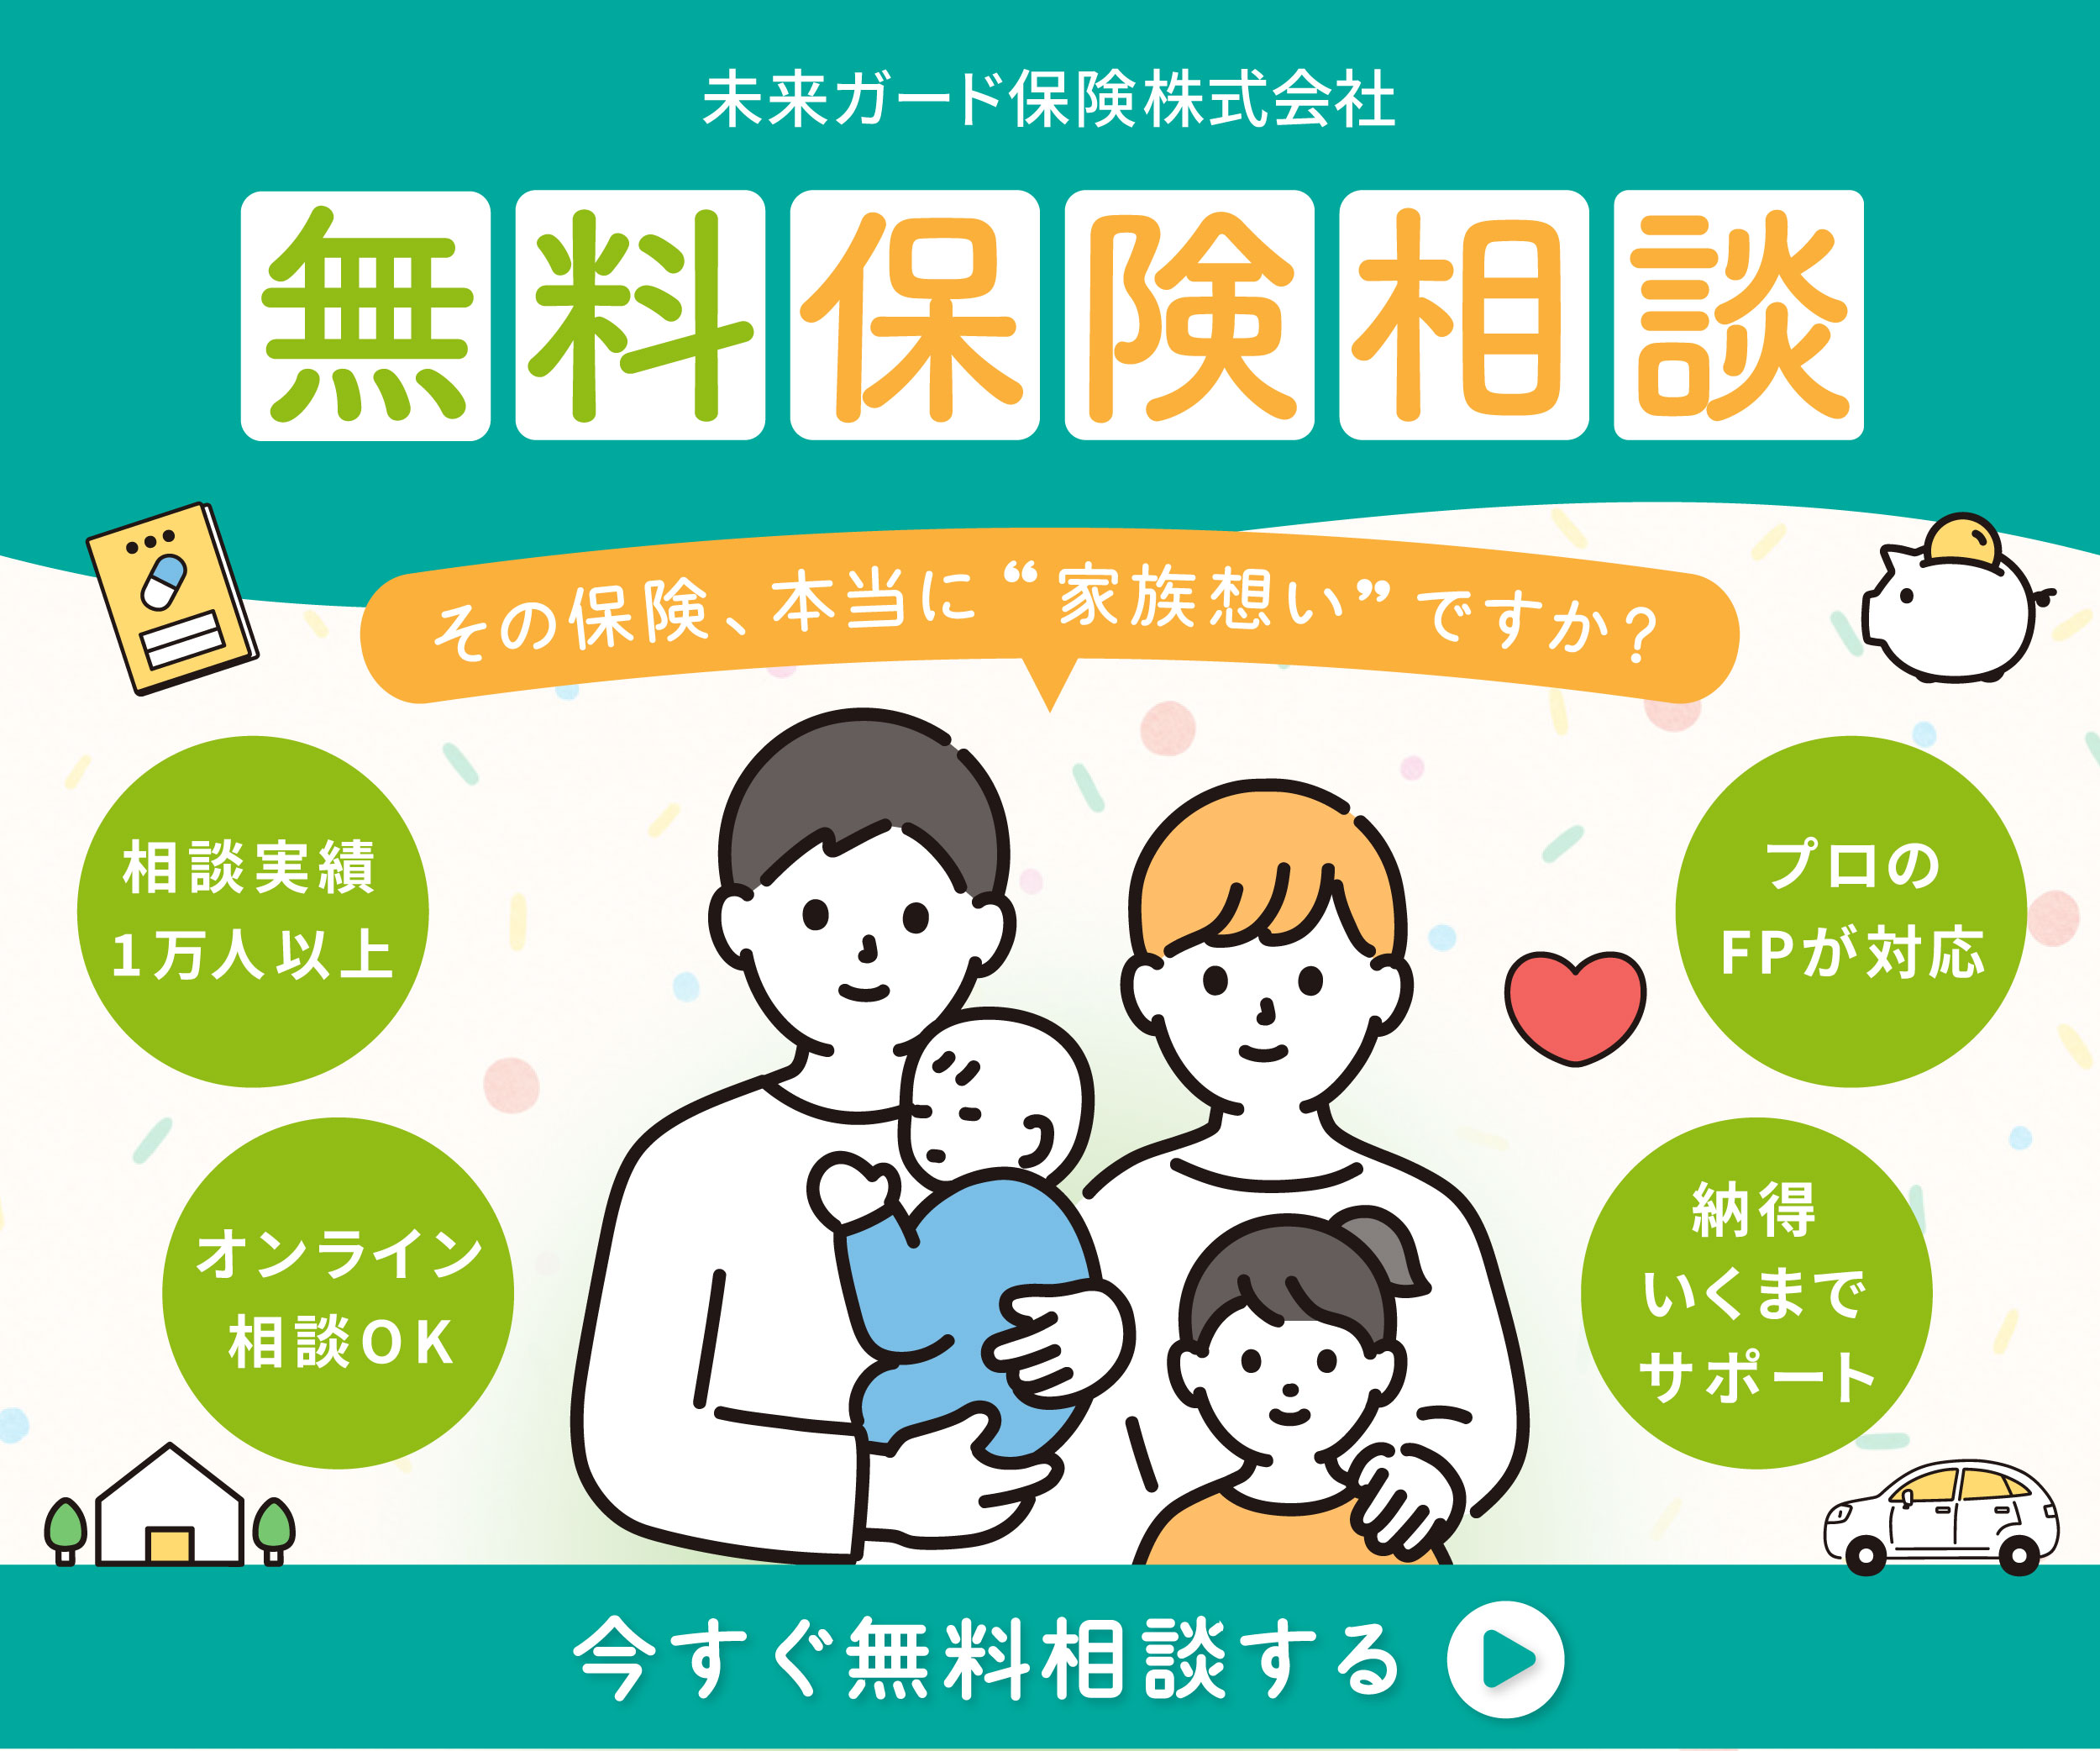 未来ガード保険株式会社
無料保険相談
その保険、本当に“家族想い”ですか？
相談実績
1万人以上
オンライン
相談OK
プロの
FPが対応
納得
いくまで
サポート
今すぐ無料相談する